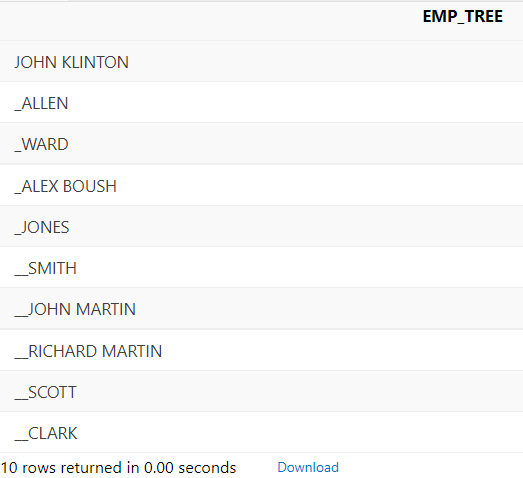 EMP_TREE
JOHN KLINTON
_ALLEN
_WARD
_ALEX BOUSH
_JONES
__SMITH
__JOHN MARTIN
__RICHARD MARTIN
__SCOTT
__CLARK
10 rows returned in 0.00 seconds Download